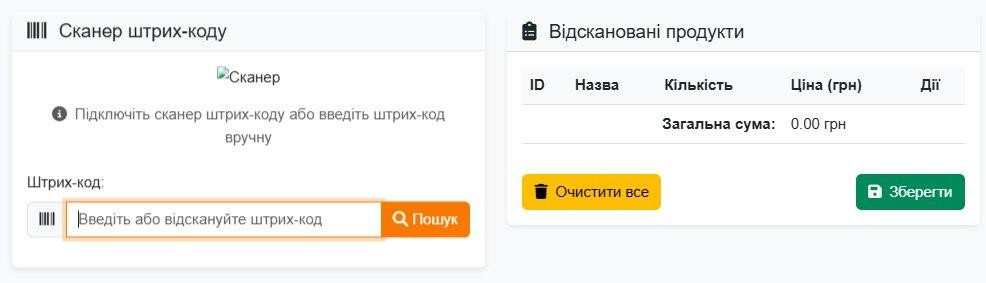 Сканер штрих-коду
Сканер
Підключіть сканер штрих-коду або введіть штрих-код
вручну
Штрих-код:
Введіть або відскануйте штрих-код
Пошук
Відскановані продукти
ID Назва Кількість Ціна (грн) Дії
Загальна сума: 0.00 грн
Очистити все
Зберегти